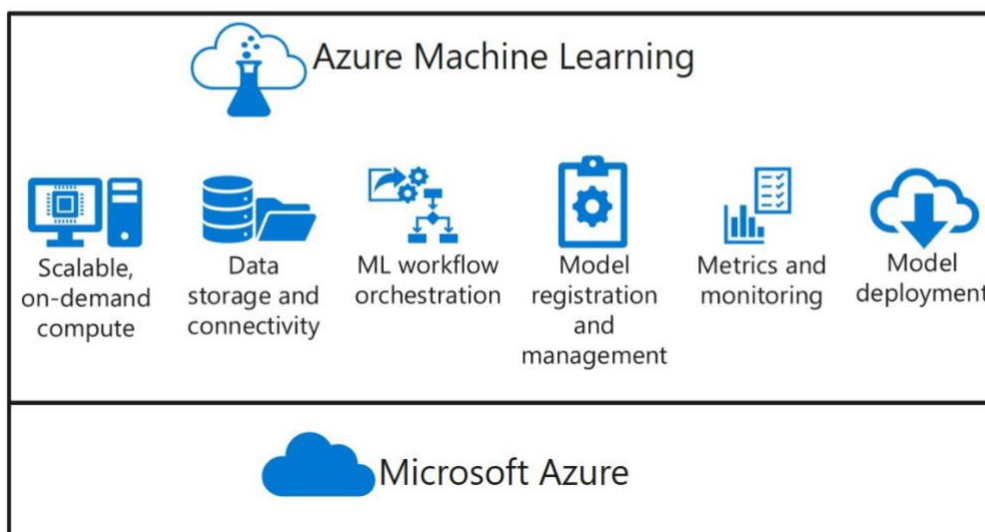 Azure Machine Learning
Scalable,
on-demand
compute
Data
storage and
connectivity
ML workflow
orchestration
Model
registration
and
management
Metrics and
monitoring
Model
deployment
Microsoft Azure